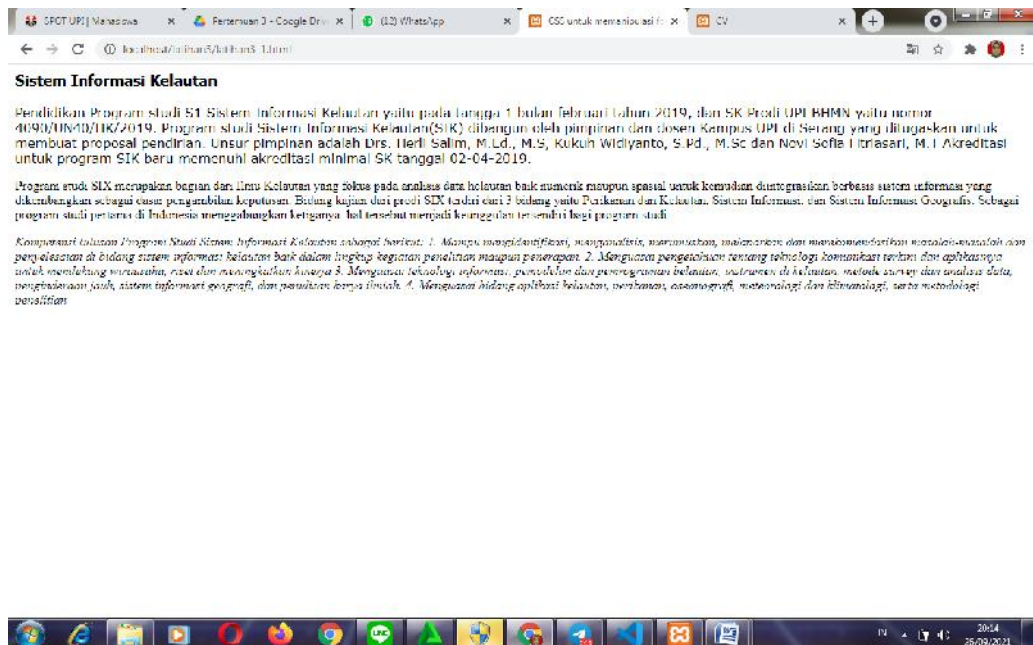 SPOT UPI | Mahasiswa
Pertemuan 3 - Google Driv
(12) WhatsApp
CSS untuk memanipulasi f
CV
localhost/latihan3/latihan3_1.html
Sistem Informasi Kelautan
Pendidikan Program studi S1 Sistem Informasi Kelautan yaitu pada tangga 1 bulan februari tahun 2019, dan SK Prodi UPI BHMN yaitu nomor
4090/UN40/HK/2019. Program studi Sistem Informasi Kelautan(SIK) dibangun oleh pimpinan dan dosen Kampus UPI di Serang yang ditugaskan untuk
membuat proposal pendirian. Unsur pimpinan adalah Drs. Herli Salim, M.Ed., M.S, Kukuh Widiyanto, S.Pd., M.Sc dan Novi Sofia Fitriasari, M.T Akreditasi
untuk program SIK baru memenuhi akreditasi minimal SK tanggal 02-04-2019.
Program studi SIK merupakan bagian dari Ilmu Kelautan yang fokus pada analisis data kelautan baik numerik maupun spasial untuk kemudian diintegrasikan berbasis sistem informasi yang
dikembangkan sebagai dasar pengambilan keputusan. Bidang kajian dari prodi SIK terdiri dari 3 bidang yaitu Perikanan dan Kelautan, Sistem Informasi, dan Sistem Informasi Geografis. Sebagai
program studi pertama di Indonesia menggabungkan ketiganya hal tersebut menjadi keunggulan tersendiri bagi program studi
Kompetensi lulusan Program Studi Sistem Informasi Kelautan sebagai berikut: 1. Mampu mengidentifikasi, menganalisis, merumuskan, melaporkan dan merekomendasikan masalah-masalah dan
penyelesaian di bidang sistem informasi kelautan baik dalam lingkup kegiatan penelitian maupun penerapan. 2. Menguasai pengetahuan tentang teknologi komunikasi terkini dan aplikasinya
untuk mendukung wirausaha, riset dan meningkatkan kinerja 3. Menguasai teknologi informasi, pemodelan dan pemrograman kelautan, instrumen di kelautan, metode survey dan analisis data,
penginderaan jauh, sistem informasi geografi, dan penulisan karya ilmiah. 4. Menguasai bidang aplikasi kelautan, perikanan, oseanografi, meteorologi dan klimatologi, serta metodologi
penelitian
IN
20:14
26/09/2021